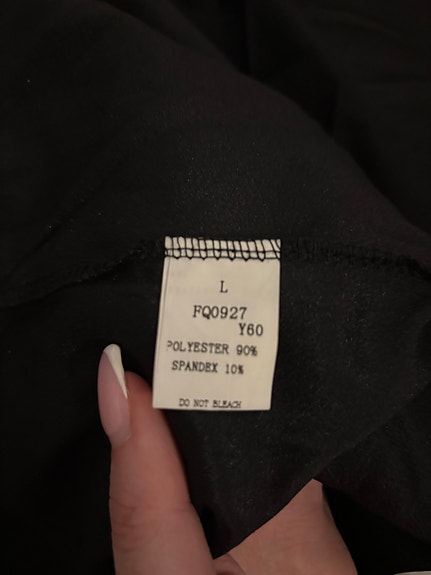 L
FQ0927
Y60
POLYESTER 90%
SPANDEX 10%
DO NOT BLEACH